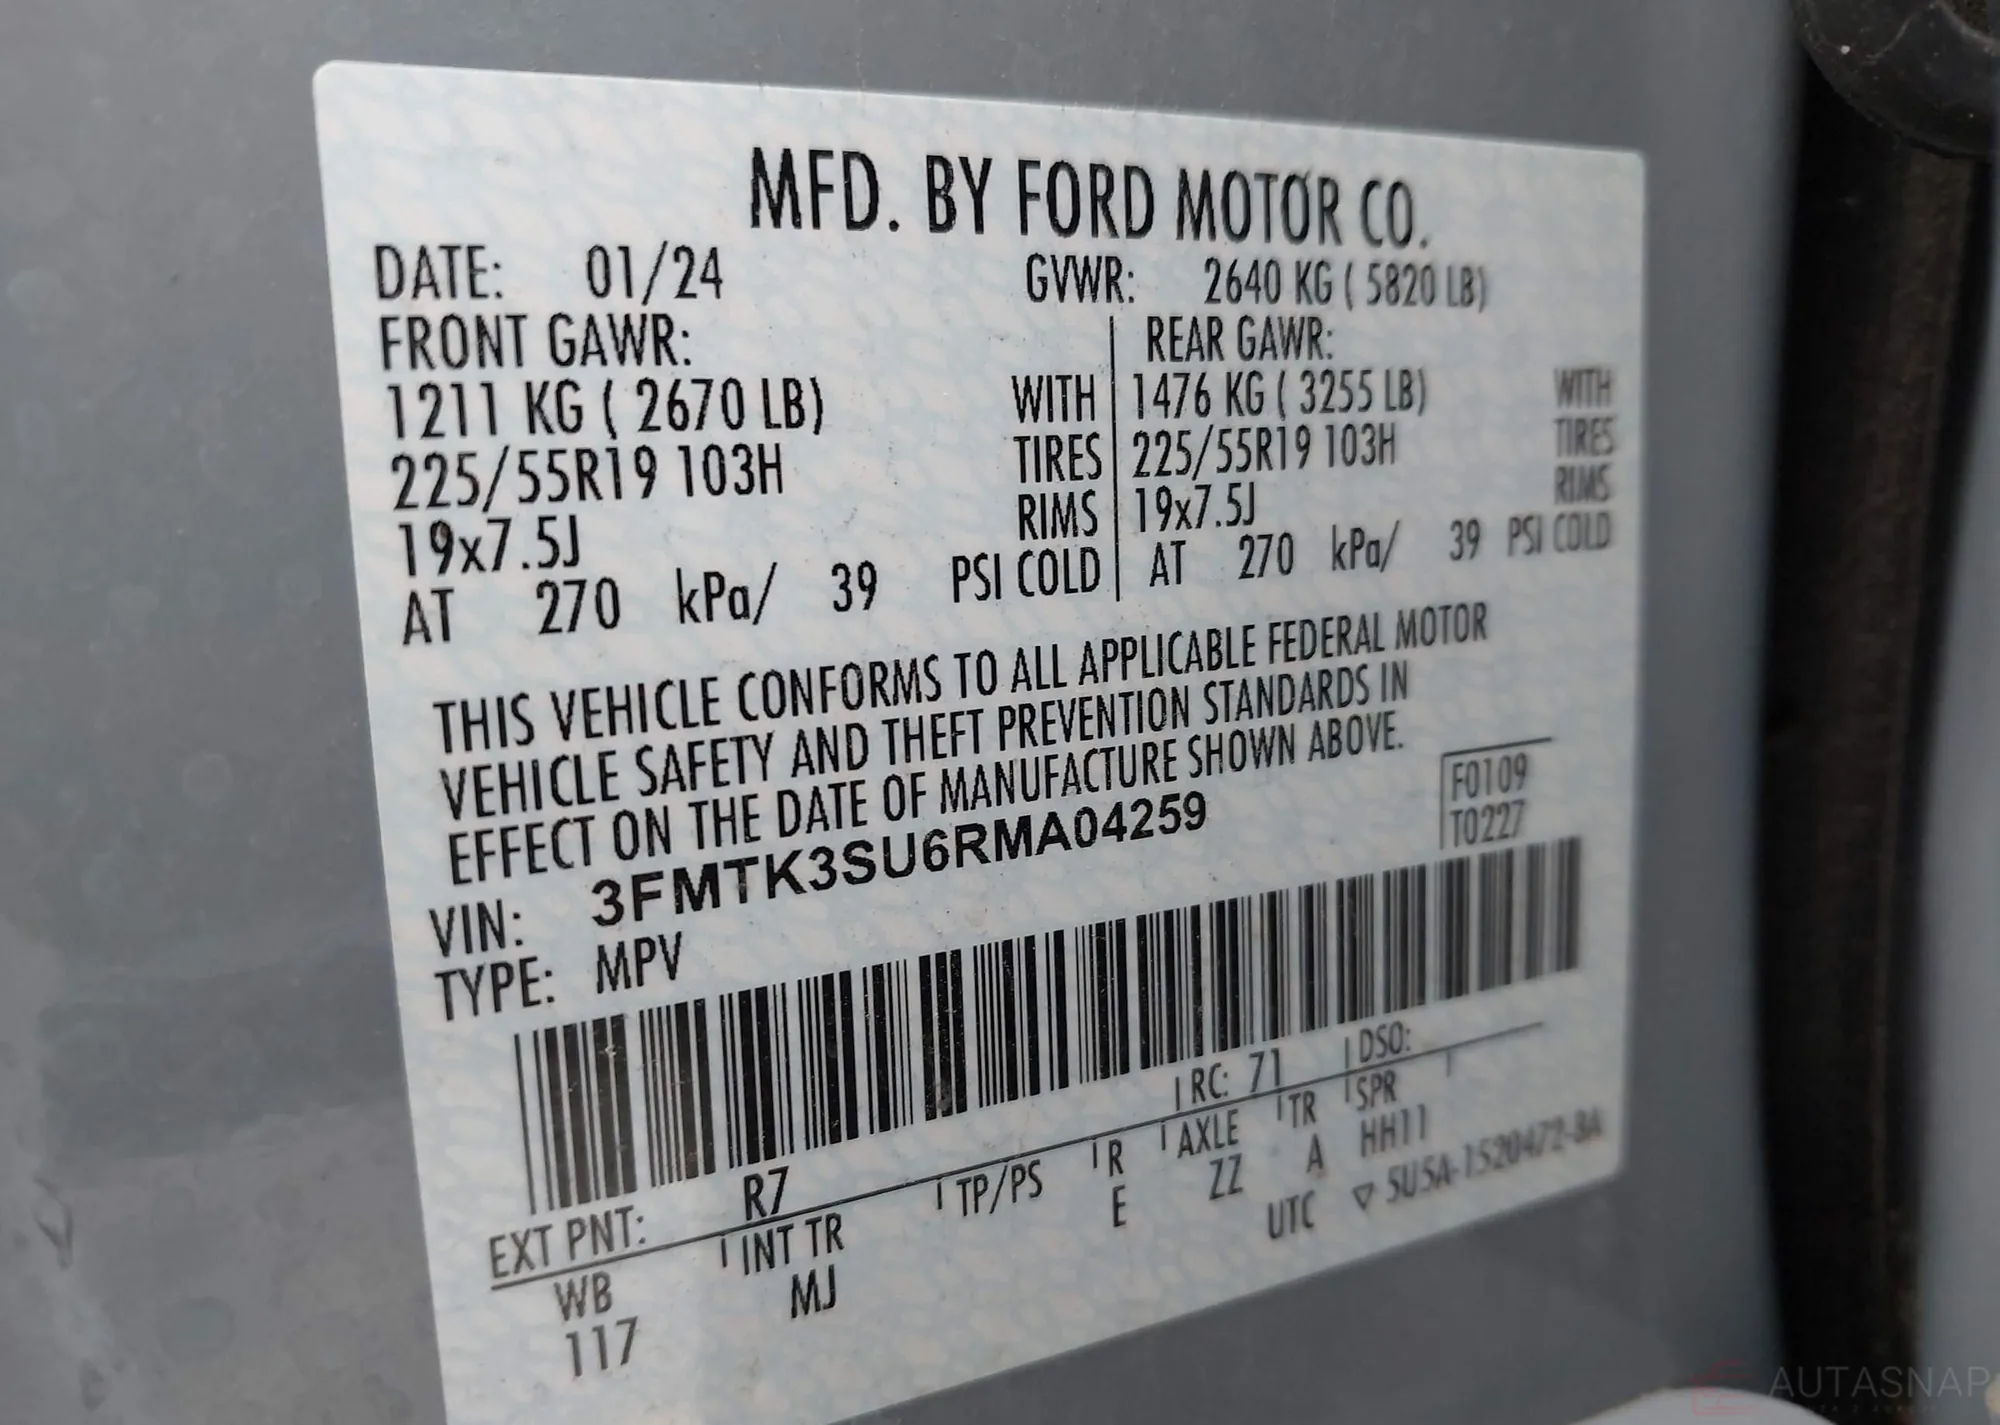 MFD. BY FORD MOTOR CO.
DATE: 01/24 GVWR: 2640 KG ( 5820 LB)
FRONT GAWR: REAR GAWR:
1211 KG ( 2670 LB) WITH 1476 KG ( 3255 LB) WITH
225/55R19 103H TIRES 225/55R19 103H TIRES
19x7.5J RIMS 19x7.5J RIMS
AT 270 kPa/ 39 PSI COLD AT 270 kPa/ 39 PSI COLD
THIS VEHICLE CONFORMS TO ALL APPLICABLE FEDERAL MOTOR
VEHICLE SAFETY AND THEFT PREVENTION STANDARDS IN
EFFECT ON THE DATE OF MANUFACTURE SHOWN ABOVE.
F0109
T0227
VIN: 3FMTK3SU6RMA04259
TYPE: MPV
EXT PNT: R7 RC: 71 DSO:
WB INT TR TP/PS R AXLE TR SPR
117 MJ E ZZ A HH11
UTC ▽ 5U5A-1520472-BA
AUTASNAP